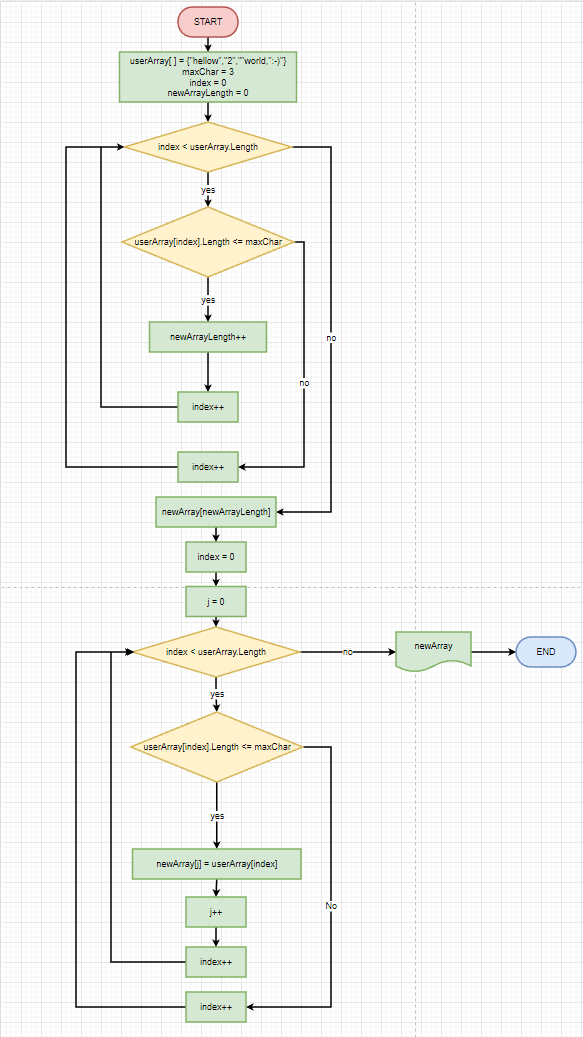 START
userArray[ ] = {"hellow","2",""world,":-)"}
maxChar = 3
index = 0
newArrayLength = 0
index < userArray.Length
yes
userArray[index].Length <= maxChar
yes
newArrayLength++
no
no
index++
index++
newArray[newArrayLength]
index = 0
j = 0
index < userArray.Length
no
newArray
END
yes
userArray[index].Length <= maxChar
yes
newArray[j] = userArray[index]
No
j++
index++
index++